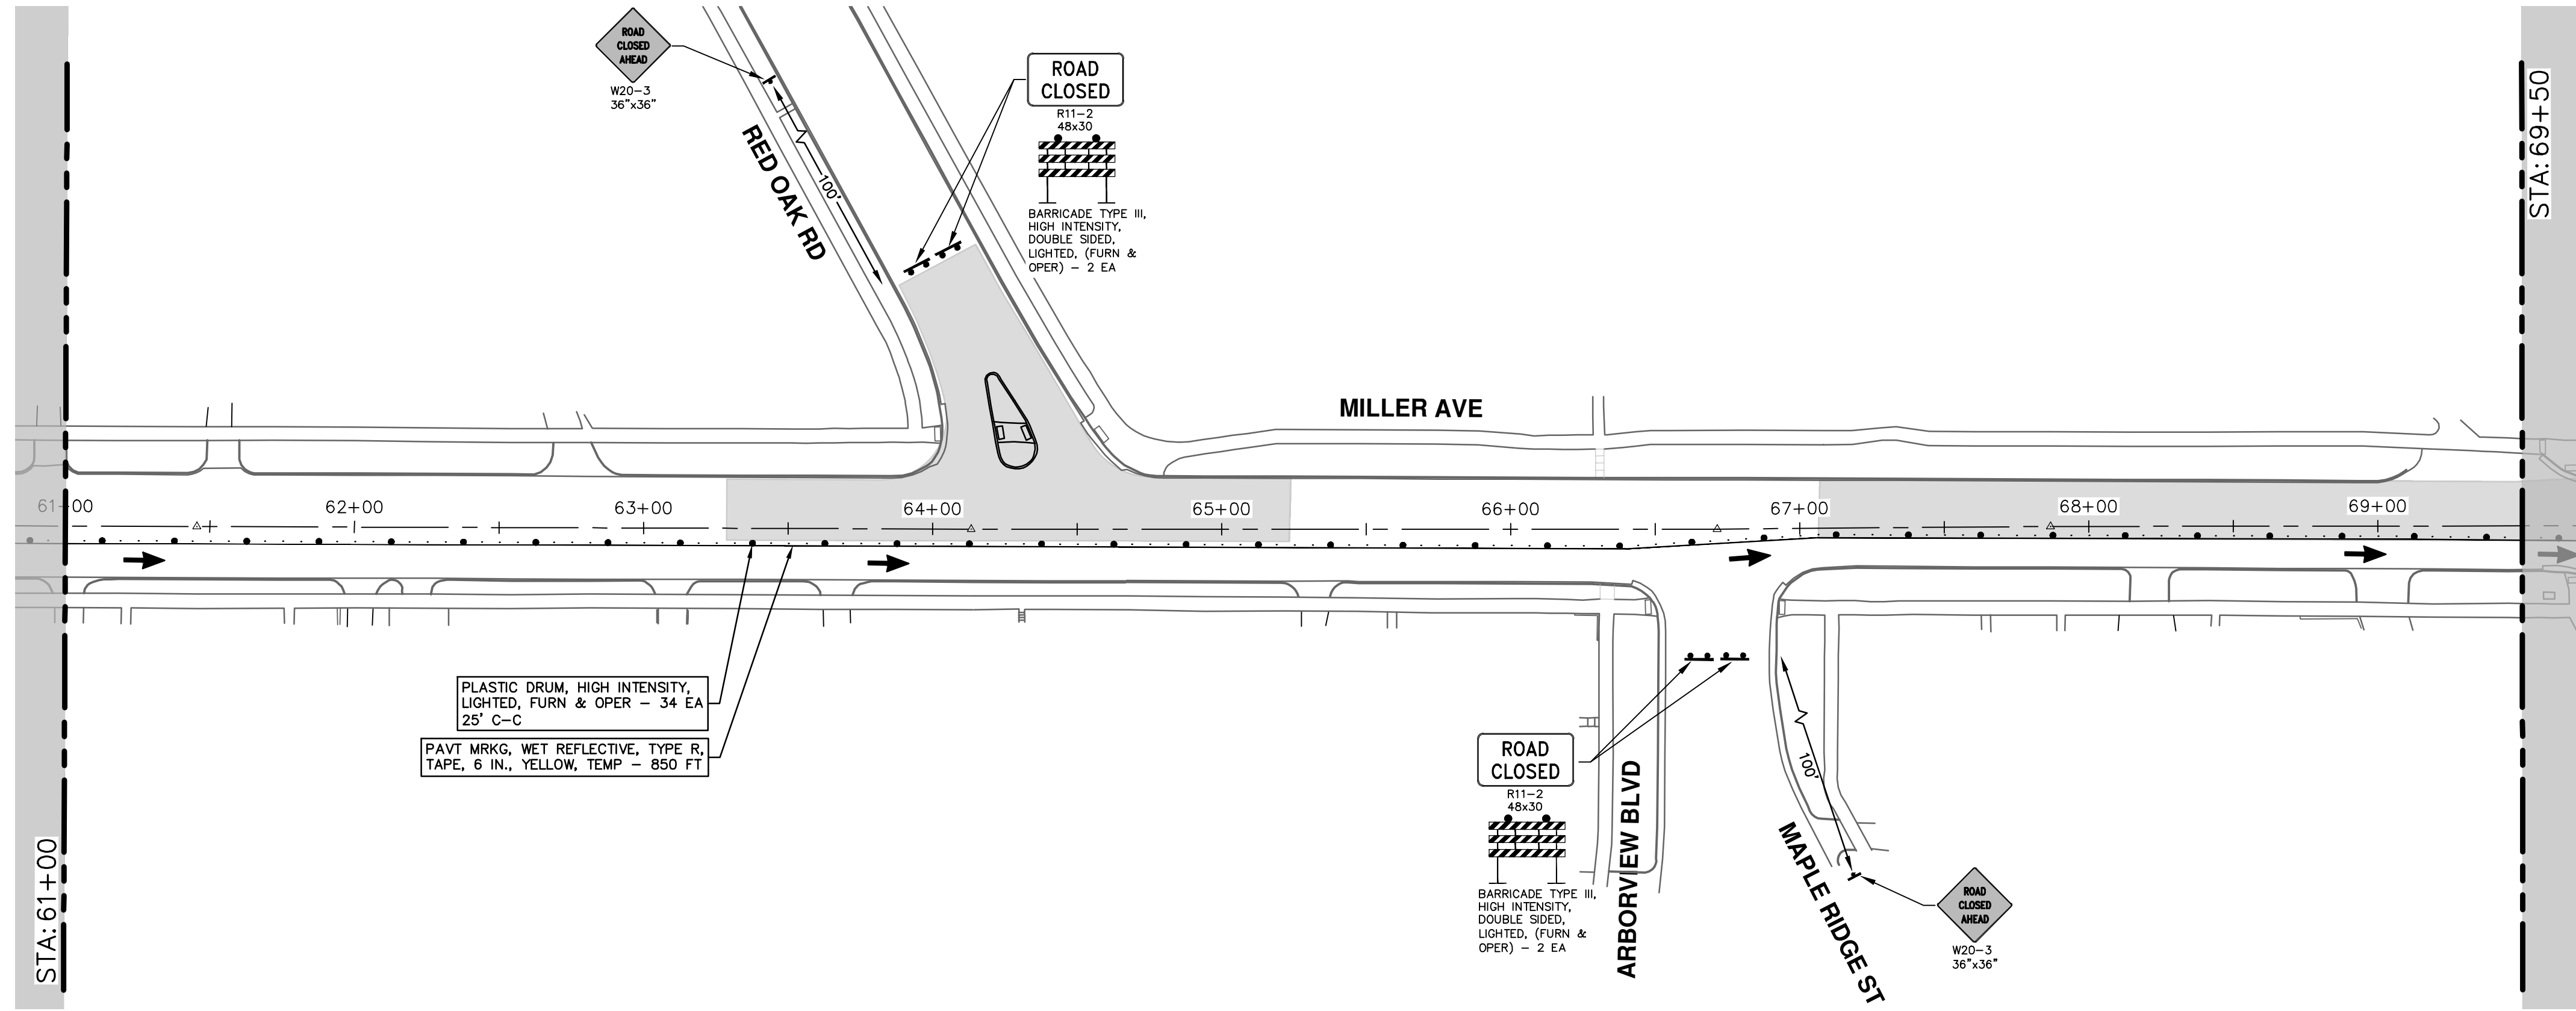 ROAD
CLOSED
AHEAD
W20-3
36"x36"
ROAD
CLOSED
R11-2
48x30
BARRICADE TYPE III,
HIGH INTENSITY,
DOUBLE SIDED,
LIGHTED, (FURN &
OPER) - 2 EA
RED OAK RD
100'
STA: 69+50
MILLER AVE
61+00
62+00
63+00
64+00
65+00
66+00
67+00
68+00
69+00
PLASTIC DRUM, HIGH INTENSITY,
LIGHTED, FURN & OPER - 34 EA
25' C-C
PAVT MRKG, WET REFLECTIVE, TYPE R,
TAPE, 6 IN., YELLOW, TEMP - 850 FT
STA: 61+00
ROAD
CLOSED
R11-2
48x30
BARRICADE TYPE III,
HIGH INTENSITY,
DOUBLE SIDED,
LIGHTED, (FURN &
OPER) - 2 EA
ARBORVIEW BLVD
100'
MAPLE RIDGE ST
ROAD
CLOSED
AHEAD
W20-3
36"x36"